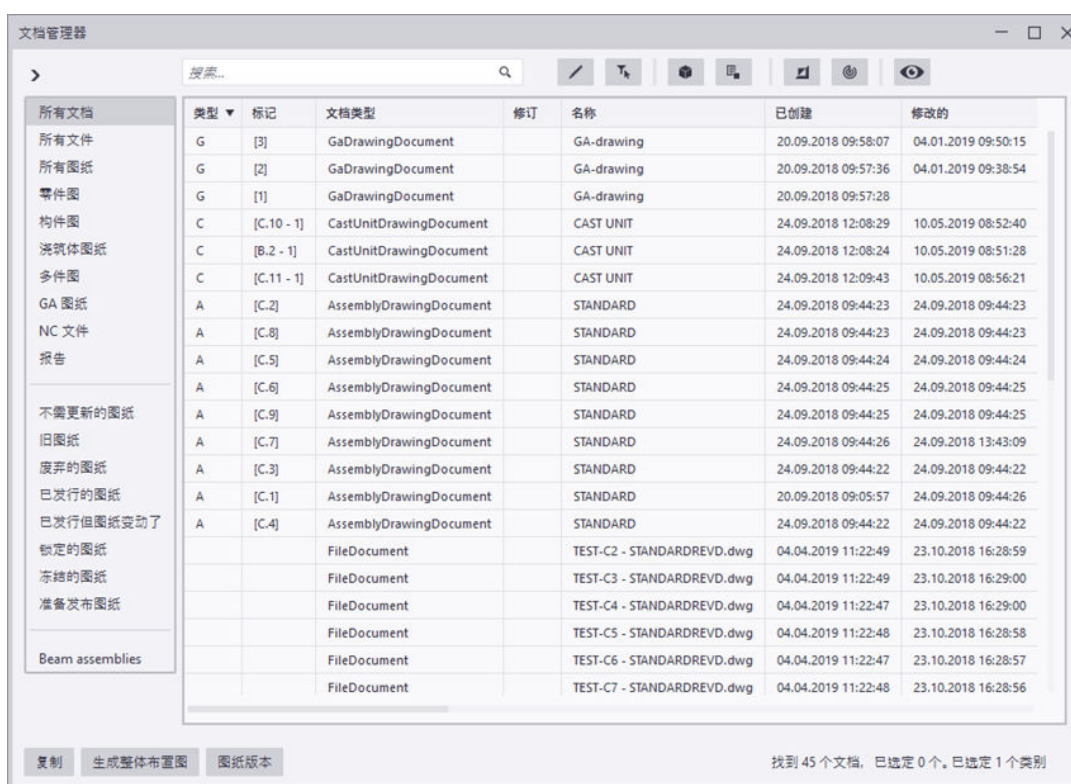 文档管理器
搜索...
所有文档
所有文件
所有图纸
零件图
构件图
浇筑体图纸
多件图
GA 图纸
NC 文件
报告
不需更新的图纸
旧图纸
废弃的图纸
已发行的图纸
已发行但图纸变动了
锁定的图纸
冻结的图纸
准备发布图纸
Beam assemblies
类型 ▼ 标记 文档类型 修订 名称 已创建 修改的
G [3] GaDrawingDocument GA-drawing 20.09.2018 09:58:07 04.01.2019 09:50:15
G [2] GaDrawingDocument GA-drawing 20.09.2018 09:57:36 04.01.2019 09:38:54
G [1] GaDrawingDocument GA-drawing 20.09.2018 09:57:28
C [C.10 - 1] CastUnitDrawingDocument CAST UNIT 24.09.2018 12:08:29 10.05.2019 08:52:40
C [B.2 - 1] CastUnitDrawingDocument CAST UNIT 24.09.2018 12:08:24 10.05.2019 08:51:28
C [C.11 - 1] CastUnitDrawingDocument CAST UNIT 24.09.2018 12:09:43 10.05.2019 08:56:21
A [C.2] AssemblyDrawingDocument STANDARD 24.09.2018 09:44:23 24.09.2018 09:44:23
A [C.8] AssemblyDrawingDocument STANDARD 24.09.2018 09:44:23 24.09.2018 09:44:23
A [C.5] AssemblyDrawingDocument STANDARD 24.09.2018 09:44:24 24.09.2018 09:44:24
A [C.6] AssemblyDrawingDocument STANDARD 24.09.2018 09:44:25 24.09.2018 09:44:25
A [C.9] AssemblyDrawingDocument STANDARD 24.09.2018 09:44:25 24.09.2018 09:44:25
A [C.7] AssemblyDrawingDocument STANDARD 24.09.2018 09:44:26 24.09.2018 13:43:09
A [C.3] AssemblyDrawingDocument STANDARD 24.09.2018 09:44:22 24.09.2018 09:44:22
A [C.1] AssemblyDrawingDocument STANDARD 20.09.2018 09:05:57 24.09.2018 09:44:26
A [C.4] AssemblyDrawingDocument STANDARD 24.09.2018 09:44:22 24.09.2018 09:44:22
FileDocument TEST-C2 - STANDARDREVD.dwg 04.04.2019 11:22:49 23.10.2018 16:28:59
FileDocument TEST-C3 - STANDARDREVD.dwg 04.04.2019 11:22:49 23.10.2018 16:29:00
FileDocument TEST-C4 - STANDARDREVD.dwg 04.04.2019 11:22:47 23.10.2018 16:29:00
FileDocument TEST-C5 - STANDARDREVD.dwg 04.04.2019 11:22:48 23.10.2018 16:28:58
FileDocument TEST-C6 - STANDARDREVD.dwg 04.04.2019 11:22:47 23.10.2018 16:28:57
FileDocument TEST-C7 - STANDARDREVD.dwg 04.04.2019 11:22:48 23.10.2018 16:28:56
复制 生成整体布置图 图纸版本 找到 45 个文档，已选定 0 个。已选定 1 个类别